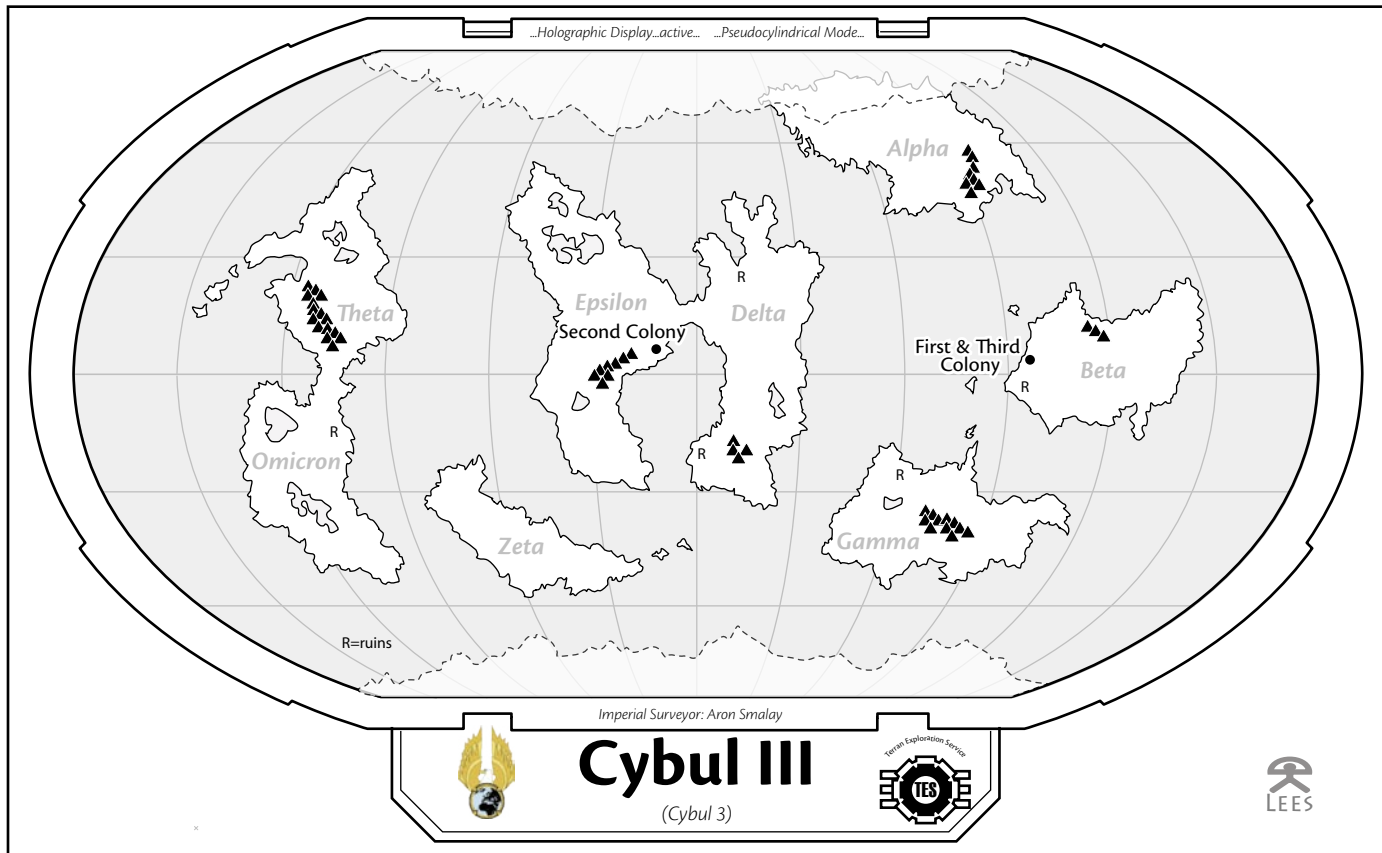 ...Holographic Display...active... ...Pseudocylindrical Mode...
Alpha
Theta
Epsilon
Second Colony
R
Delta
First & Third
Colony
R
Beta
R
Omicron
R
R
Zeta
Gamma
R=ruins
Imperial Surveyor: Aron Smalay
Cybul III
(Cybul 3)
Terran Exploration Service
TES
LEES